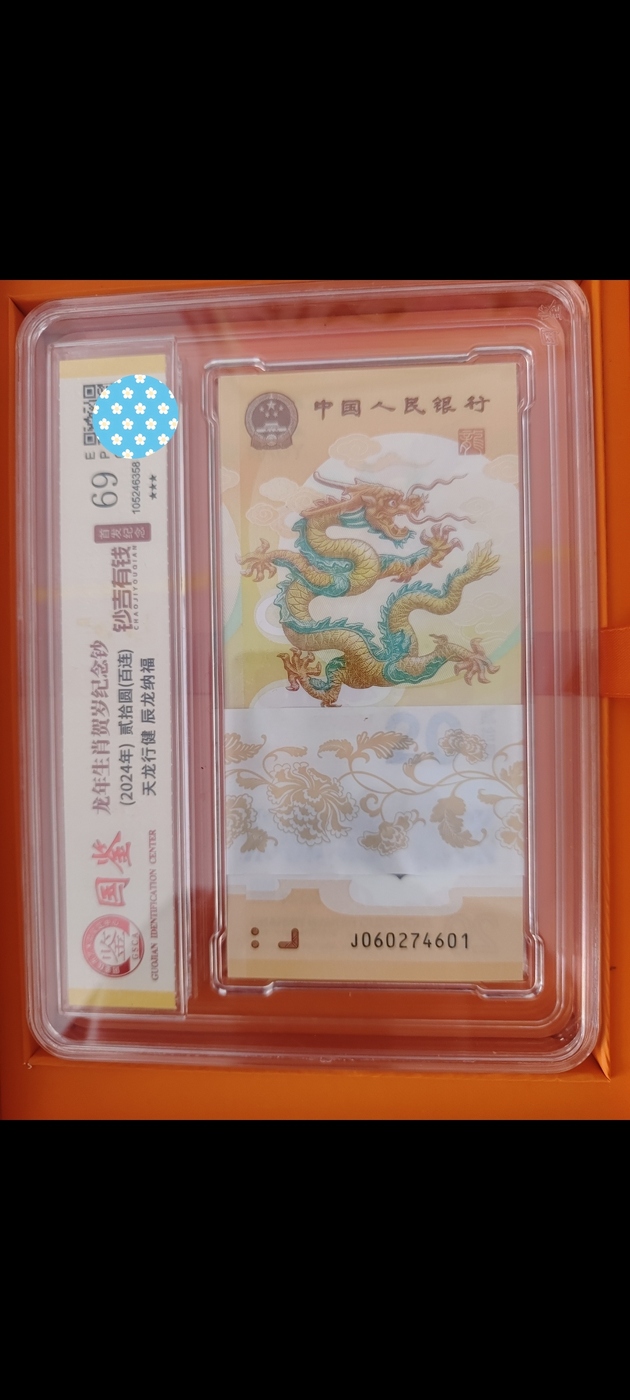 中国人民银行
J060274601
国鉴
GUOJIAN IDENTIFICATION CENTER
龙年生肖贺岁纪念钞
(2024年) 贰拾圆(百连)
天龙行健 辰龙纳福
钞吉有钱
CHAOJIYOUQIAN
首发纪念
69
E
P
105246358
★★★